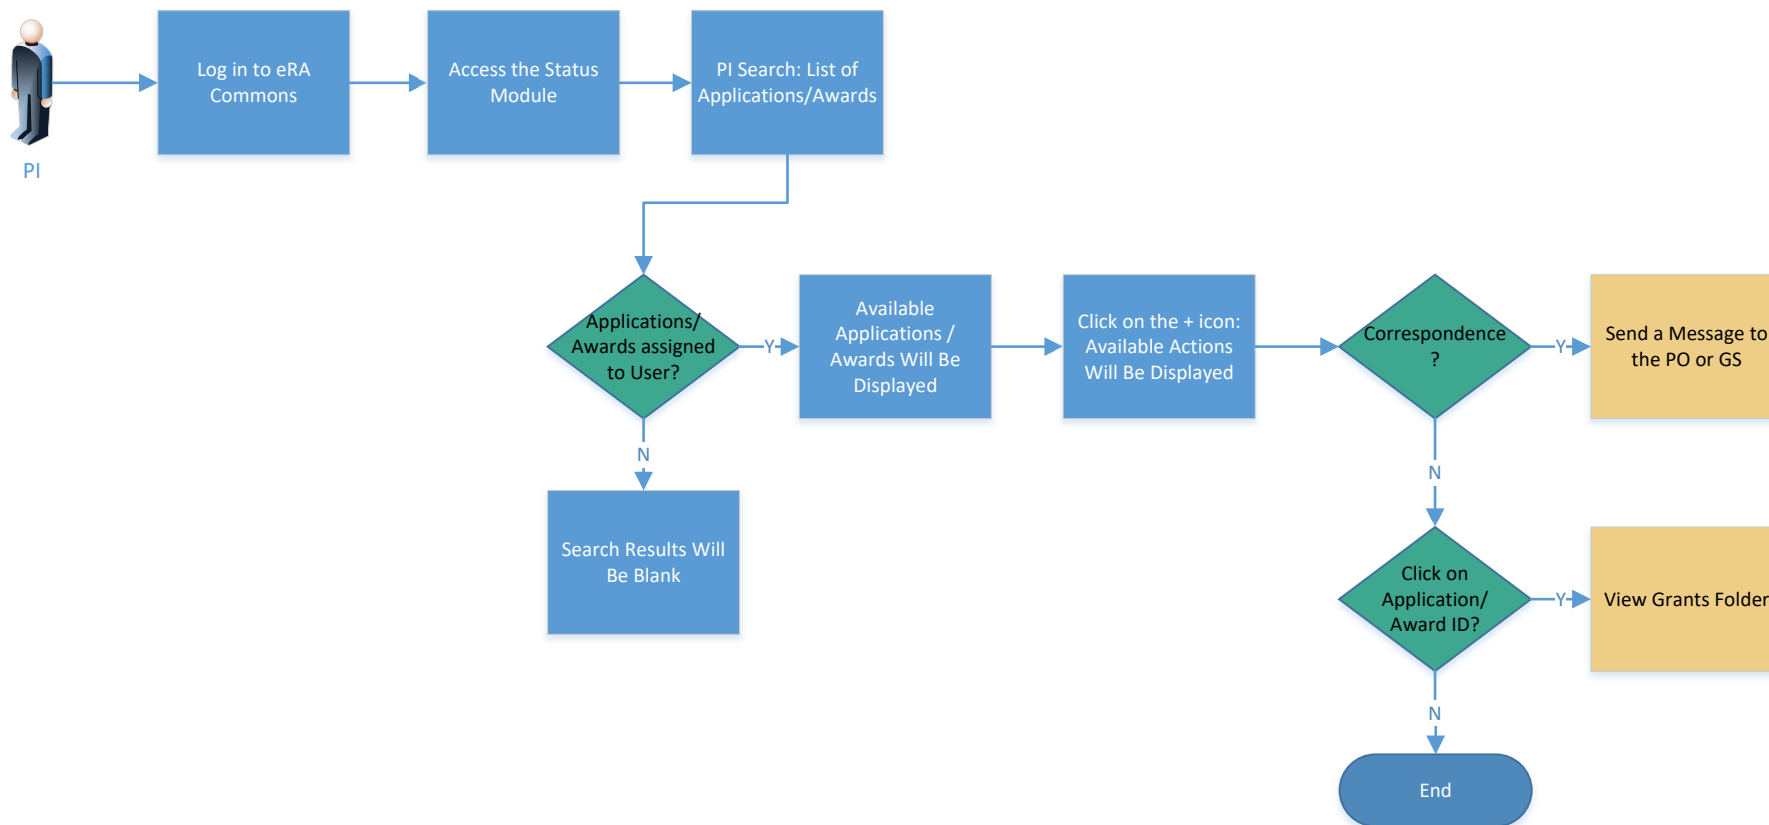 PI
Log in to eRA
Commons
Access the Status
Module
PI Search: List of
Applications/Awards
Applications/
Awards assigned
to User?
Y
Available
Applications /
Awards Will Be
Displayed
Click on the + icon:
Available Actions
Will Be Displayed
Correspondence
?
Y
Send a Message to
the PO or GS
N
Search Results Will
Be Blank
N
Click on
Application/
Award ID?
Y
View Grants Folder
N
End